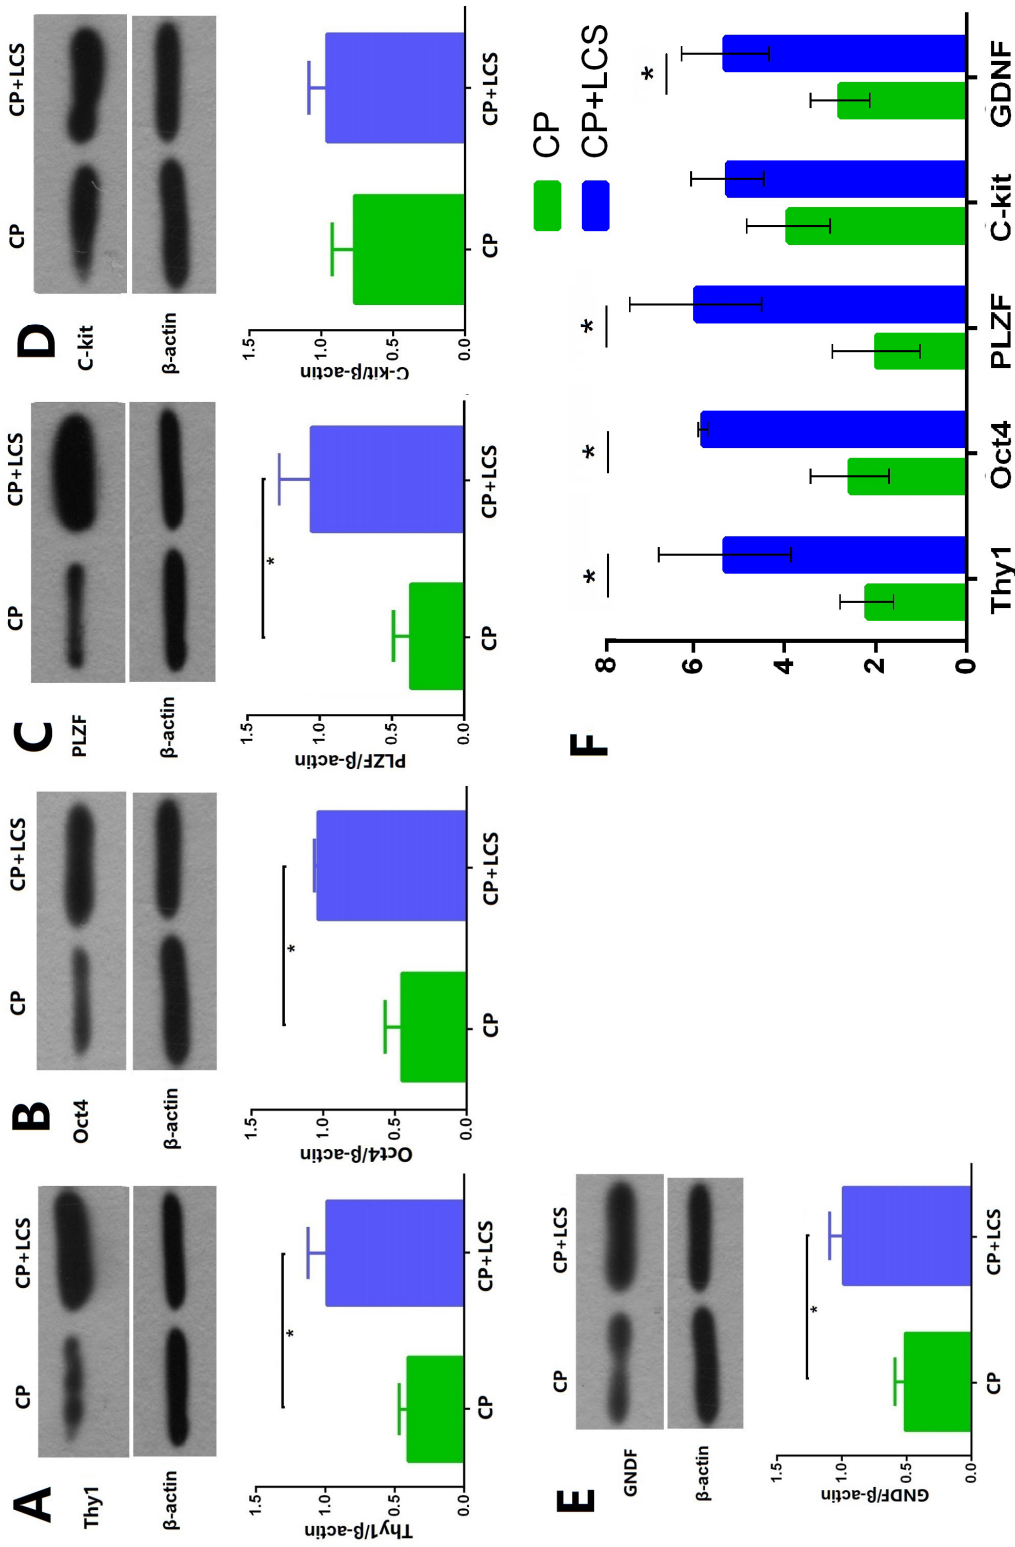 A
CP
CP+LCS
Thy1
β-actin
Thy1/β-actin
1.5
1.0
0.5
0.0
*
CP
CP+LCS
B
CP
CP+LCS
Oct4
β-actin
Oct4/β-actin
1.5
1.0
0.5
0.0
*
CP
CP+LCS
C
CP
CP+LCS
PLZF
β-actin
PLZF/β-actin
1.5
1.0
0.5
0.0
*
CP
CP+LCS
D
CP
CP+LCS
C-kit
β-actin
C-kit/β-actin
1.5
1.0
0.5
0.0
CP
CP+LCS
E
CP
CP+LCS
GNDF
β-actin
GNDF/β-actin
1.5
1.0
0.5
0.0
*
CP
CP+LCS
F
CP
CP+LCS
8
6
4
2
0
* * * *
Thy1 Oct4 PLZF C-kit GDNF